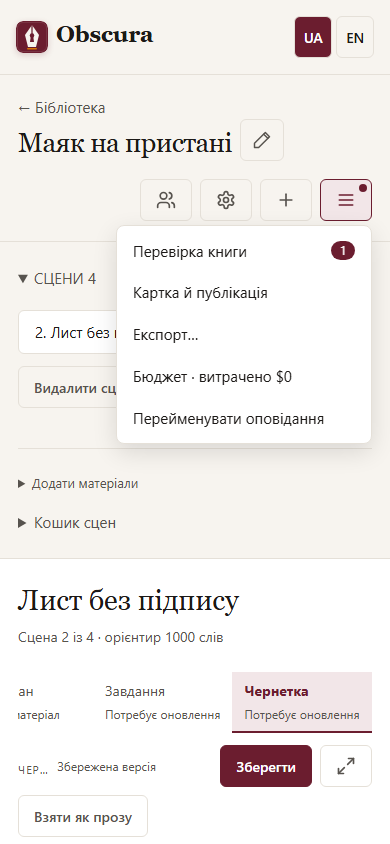 Obscura
UA
EN
← Бібліотека
Маяк на пристані
Перевірка книги 1
Картка й публікація
Експорт...
Бюджет · витрачено $0
Перейменувати оповідання
▼ СЦЕНИ 4
2. Лист без
Видалити сц
▶ Додати матеріали
▶ Кошик сцен
Лист без підпису
Сцена 2 із 4 · орієнтир 1000 слів
ан
Завдання
Чернетка
атеріал
Потребує оновлення
Потребує оновлення
ЧЕР...
Збережена версія
Зберегти
Взяти як прозу